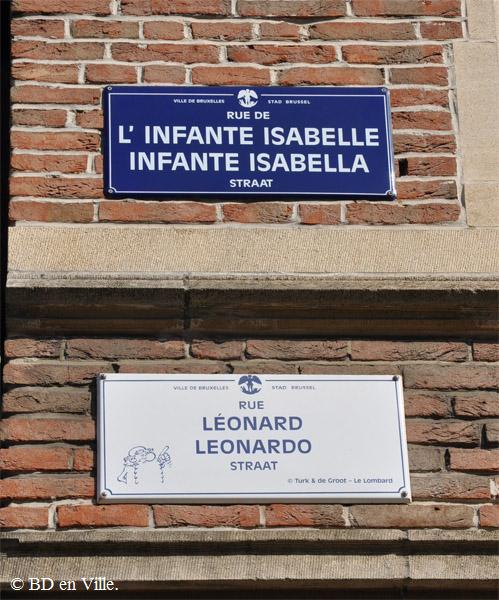 VILLE DE BRUXELLES STAD BRUSSEL
RUE DE
L' INFANTE ISABELLE
INFANTE ISABELLA
STRAAT
VILLE DE BRUXELLES STAD BRUSSEL
RUE
LÉONARD
LEONARDO
STRAAT
© Turk & de Groot – Le Lombard
© BD en Ville.